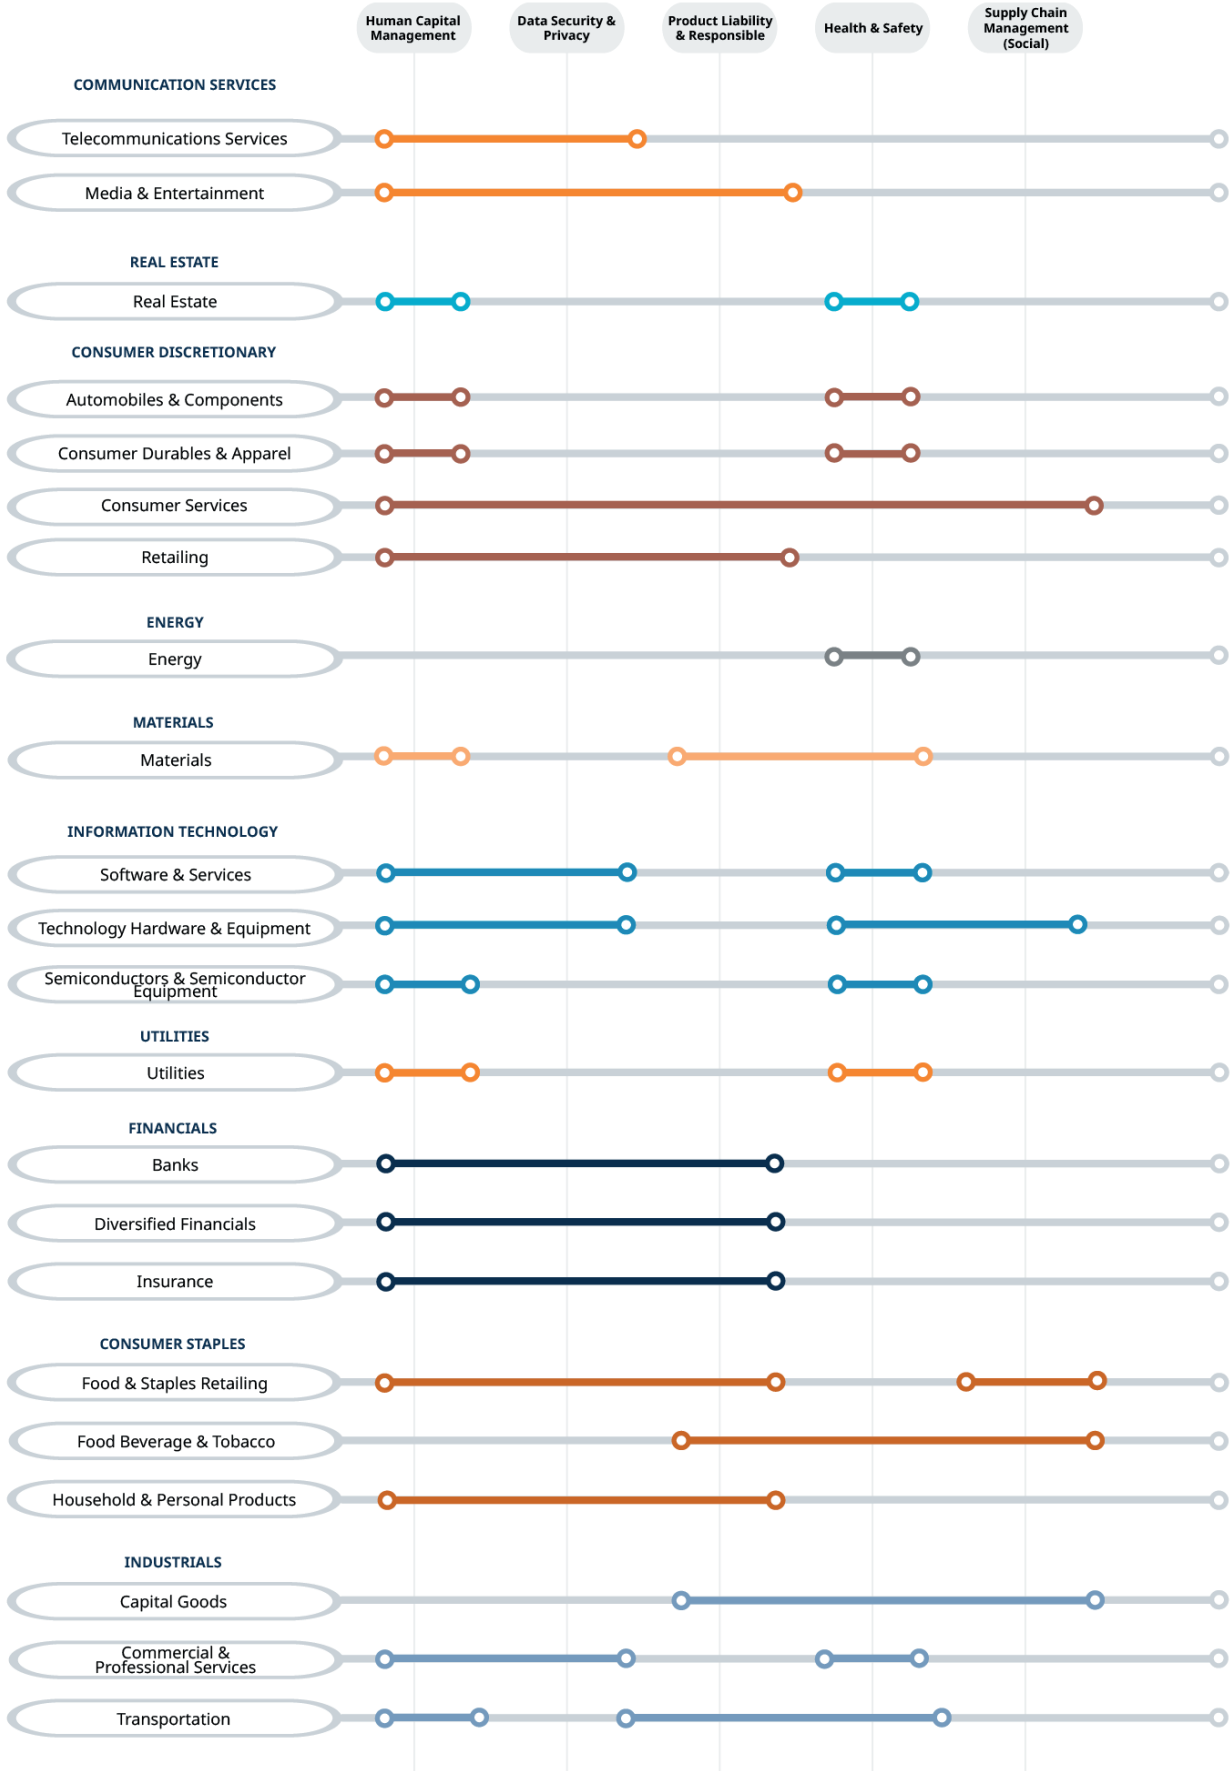 Human Capital
Management
Data Security &
Privacy
Product Liability
& Responsible
Health & Safety
Supply Chain
Management
(Social)
COMMUNICATION SERVICES
Telecommunications Services
Media & Entertainment
REAL ESTATE
Real Estate
CONSUMER DISCRETIONARY
Automobiles & Components
Consumer Durables & Apparel
Consumer Services
Retailing
ENERGY
Energy
MATERIALS
Materials
INFORMATION TECHNOLOGY
Software & Services
Technology Hardware & Equipment
Semiconductors & Semiconductor
Equipment
UTILITIES
Utilities
FINANCIALS
Banks
Diversified Financials
Insurance
CONSUMER STAPLES
Food & Staples Retailing
Food Beverage & Tobacco
Household & Personal Products
INDUSTRIALS
Capital Goods
Commercial &
Professional Services
Transportation